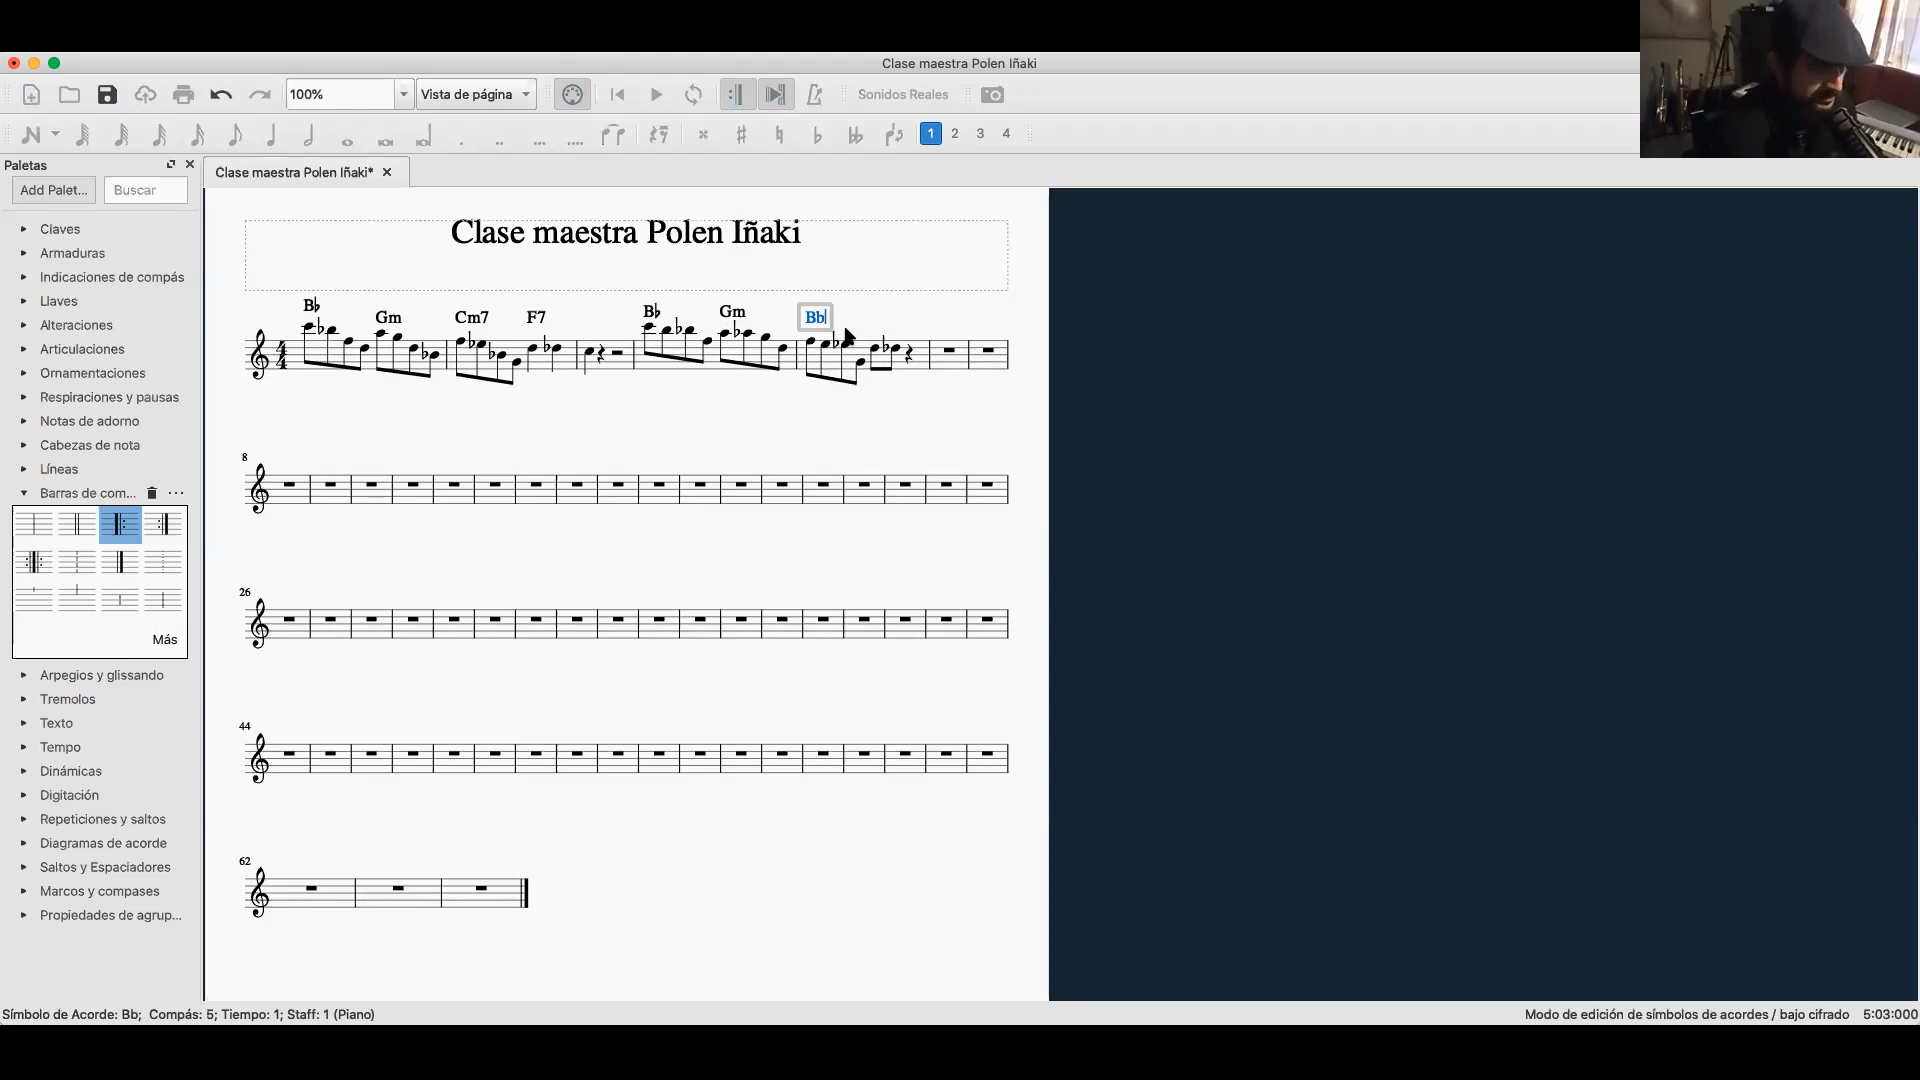 Clase maestra Polen Iñaki
100%
Vista de página
Sonidos Reales
1 2 3 4
Paletas
Add Palet... Buscar
Clase maestra Polen Iñaki*
Claves
Armaduras
Indicaciones de compás
Llaves
Alteraciones
Articulaciones
Ornamentaciones
Respiraciones y pausas
Notas de adorno
Cabezas de nota
Líneas
Barras de com...
Más
Arpegios y glissando
Tremolos
Texto
Tempo
Dinámicas
Digitación
Repeticiones y saltos
Diagramas de acorde
Saltos y Espaciadores
Marcos y compases
Propiedades de agrup...
Clase maestra Polen Iñaki
B♭ Gm Cm7 F7 B♭ Gm Bb
4
4
8
26
44
62
Símbolo de Acorde: Bb; Compás: 5; Tiempo: 1; Staff: 1 (Piano)
Modo de edición de símbolos de acordes / bajo cifrado 5:03:000